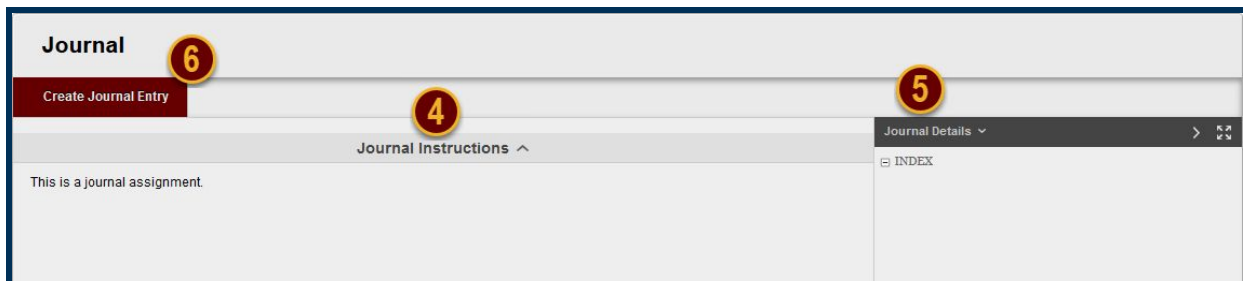 Journal
6
Create Journal Entry
4
Journal Instructions
This is a journal assignment.
5
Journal Details
INDEX